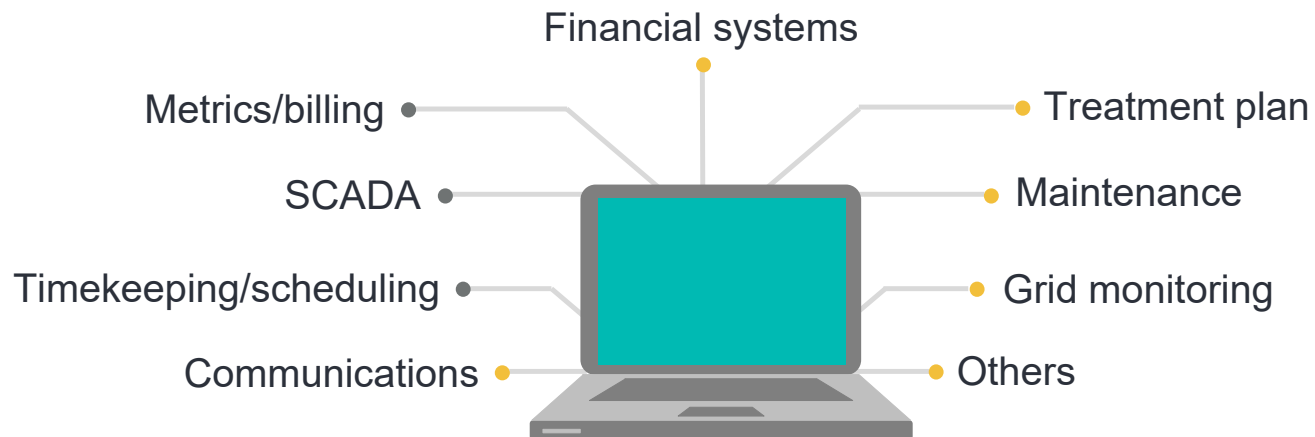 Financial systems
Metrics/billing
Treatment plan
SCADA
Maintenance
Timekeeping/scheduling
Grid monitoring
Communications
Others